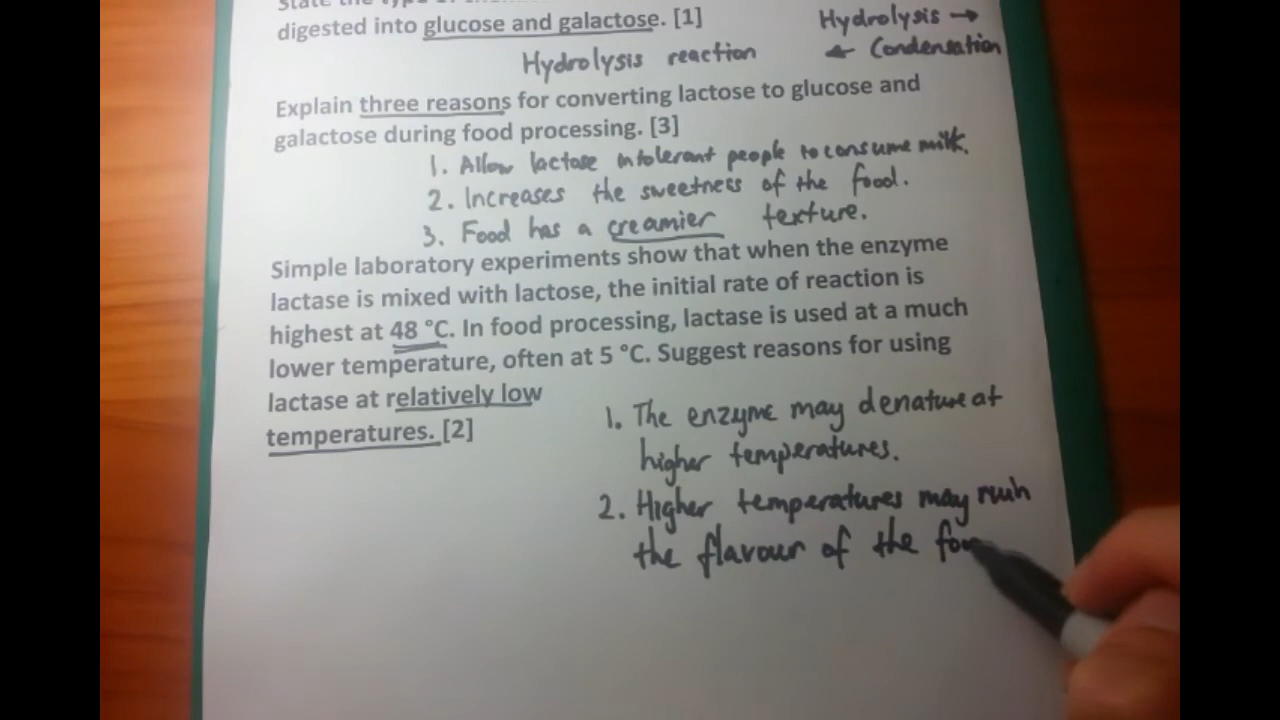 State the type of
digested into glucose and galactose. [1]
Hydrolysis →
← Condensation
Hydrolysis reaction
Explain three reasons for converting lactose to glucose and
galactose during food processing. [3]
1. Allow lactose intolerant people to consume milk.
2. Increases the sweetness of the food.
3. Food has a creamier texture.
Simple laboratory experiments show that when the enzyme
lactase is mixed with lactose, the initial rate of reaction is
highest at 48 °C. In food processing, lactase is used at a much
lower temperature, often at 5 °C. Suggest reasons for using
lactase at relatively low
temperatures. [2]
1. The enzyme may denature at
higher temperatures.
2. Higher temperatures may
the flavour of the foo